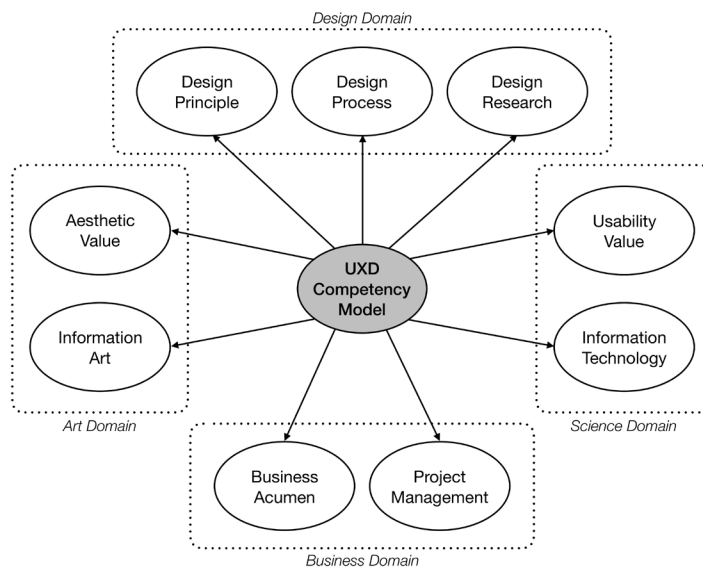 Design Domain
Design
Principle
Design
Process
Design
Research
Aesthetic
Value
Usability
Value
UXD
Competency
Model
Information
Art
Information
Technology
Art Domain
Science Domain
Business
Acumen
Project
Management
Business Domain